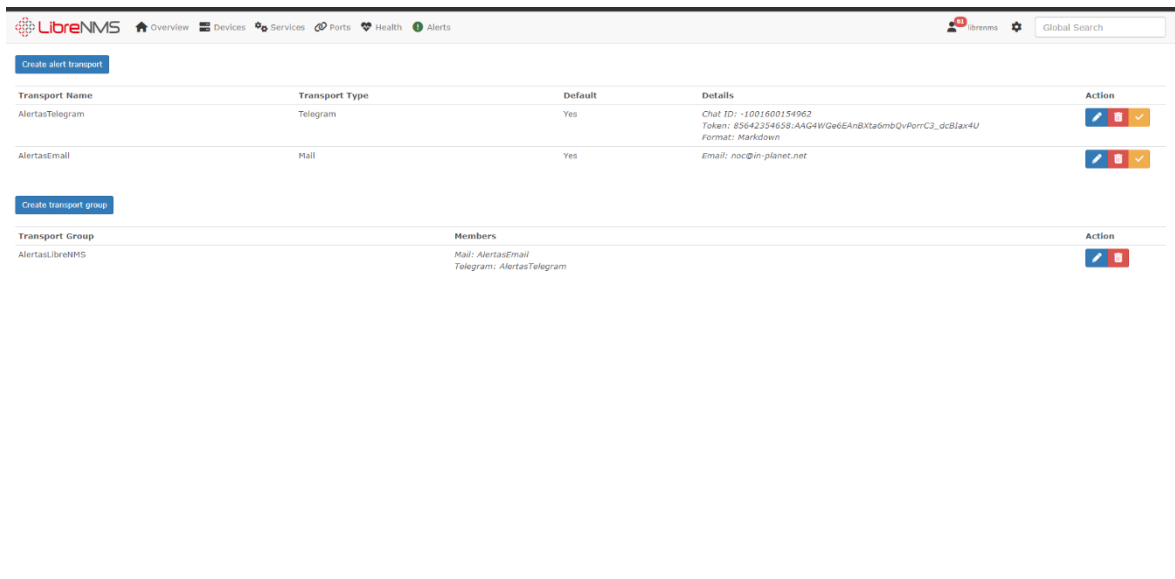 LibreNMS Overview Devices Services Ports Health Alerts 61 librenms Global Search
Create alert transport
Transport Name Transport Type Default Details Action
AlertasTelegram Telegram Yes Chat ID: -1001600154962
Token: 85642354658:AAG4WGe6EAnBXta6mbQvPorrC3_dcBIax4U
Format: Markdown
AlertasEmail Mail Yes Email: noc@in-planet.net
Create transport group
Transport Group Members Action
AlertasLibreNMS Mail: AlertasEmail
Telegram: AlertasTelegram